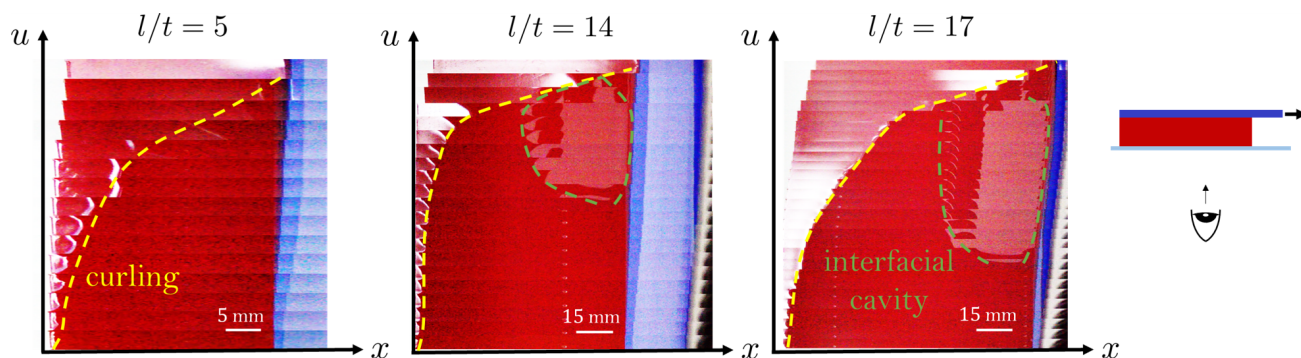 l/t = 5
l/t = 14
l/t = 17
u
u
u
curling
interfacial
cavity
5 mm
15 mm
15 mm
x
x
x